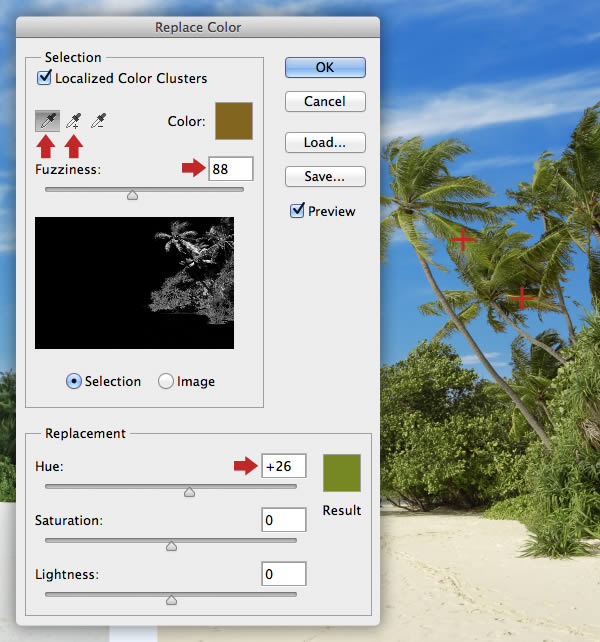 Replace Color
Selection
Localized Color Clusters
Color:
Fuzziness:
88
Selection
Image
OK
Cancel
Load...
Save...
Preview
Replacement
Hue:
+26
Result
Saturation:
0
Lightness:
0